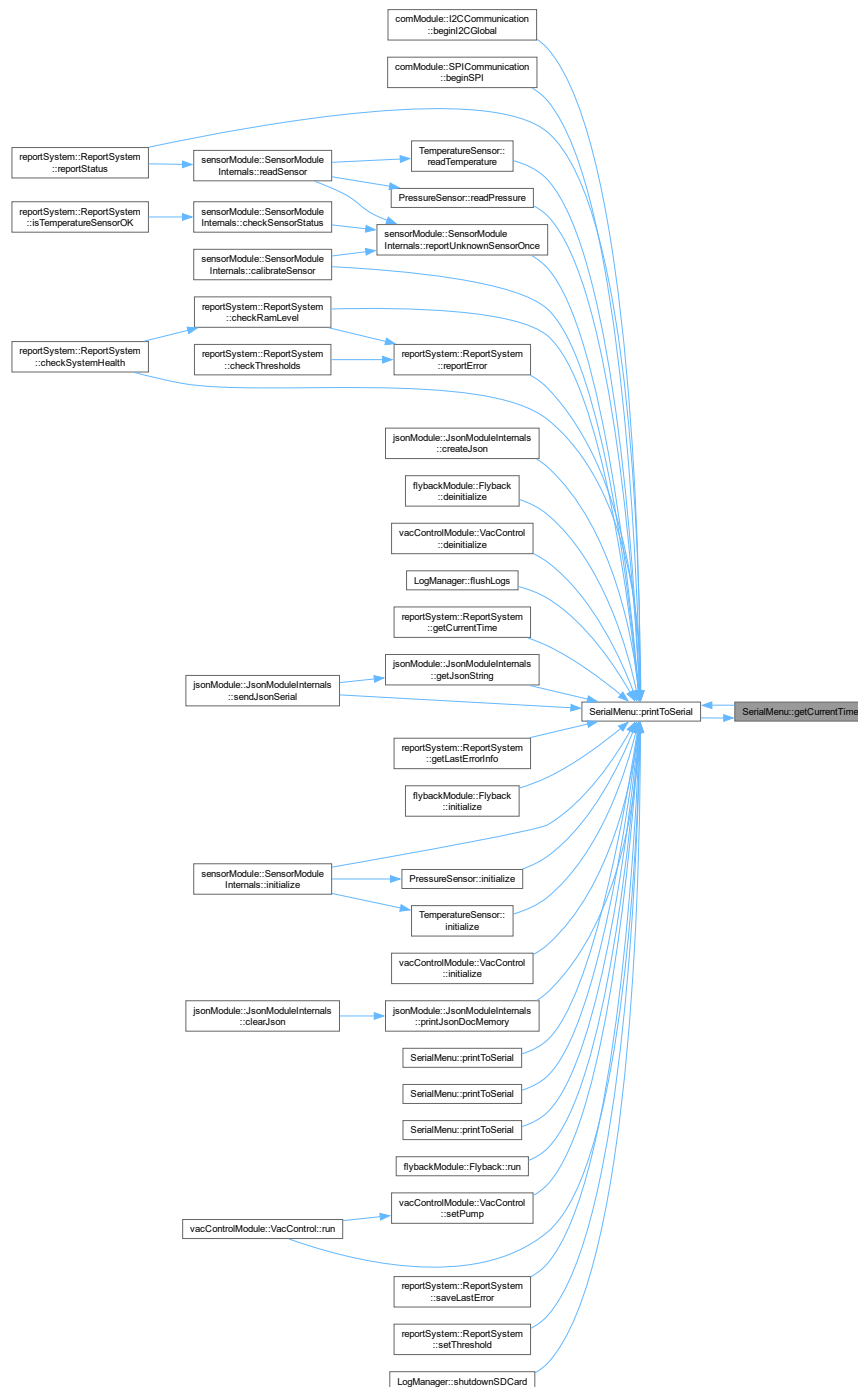 comModule::I2CCommunication
::beginI2CGlobal
comModule::SPICommunication
::beginSPI
TemperatureSensor::
readTemperature
reportSystem::ReportSystem
::reportStatus
sensorModule::SensorModule
Internals::readSensor
PressureSensor::readPressure
reportSystem::ReportSystem
::isTemperatureSensorOK
sensorModule::SensorModule
Internals::checkSensorStatus
sensorModule::SensorModule
Internals::reportUnknownSensorOnce
sensorModule::SensorModule
Internals::calibrateSensor
reportSystem::ReportSystem
::checkRamLevel
reportSystem::ReportSystem
::checkSystemHealth
reportSystem::ReportSystem
::checkThresholds
reportSystem::ReportSystem
::reportError
jsonModule::JsonModuleInternals
::createJson
flybackModule::Flyback
::deinitialize
vacControlModule::VacControl
::deinitialize
LogManager::flushLogs
reportSystem::ReportSystem
::getCurrentTime
jsonModule::JsonModuleInternals
::getJsonString
jsonModule::JsonModuleInternals
::sendJsonSerial
SerialMenu::printToSerial
SerialMenu::getCurrentTime
reportSystem::ReportSystem
::getLastErrorInfo
flybackModule::Flyback
::initialize
sensorModule::SensorModule
Internals::initialize
PressureSensor::initialize
TemperatureSensor::
initialize
vacControlModule::VacControl
::initialize
jsonModule::JsonModuleInternals
::clearJson
jsonModule::JsonModuleInternals
::printJsonDocMemory
SerialMenu::printToSerial
SerialMenu::printToSerial
SerialMenu::printToSerial
flybackModule::Flyback::run
vacControlModule::VacControl
::setPump
vacControlModule::VacControl::run
reportSystem::ReportSystem
::saveLastError
reportSystem::ReportSystem
::setThreshold
LogManager::shutdownSDCard